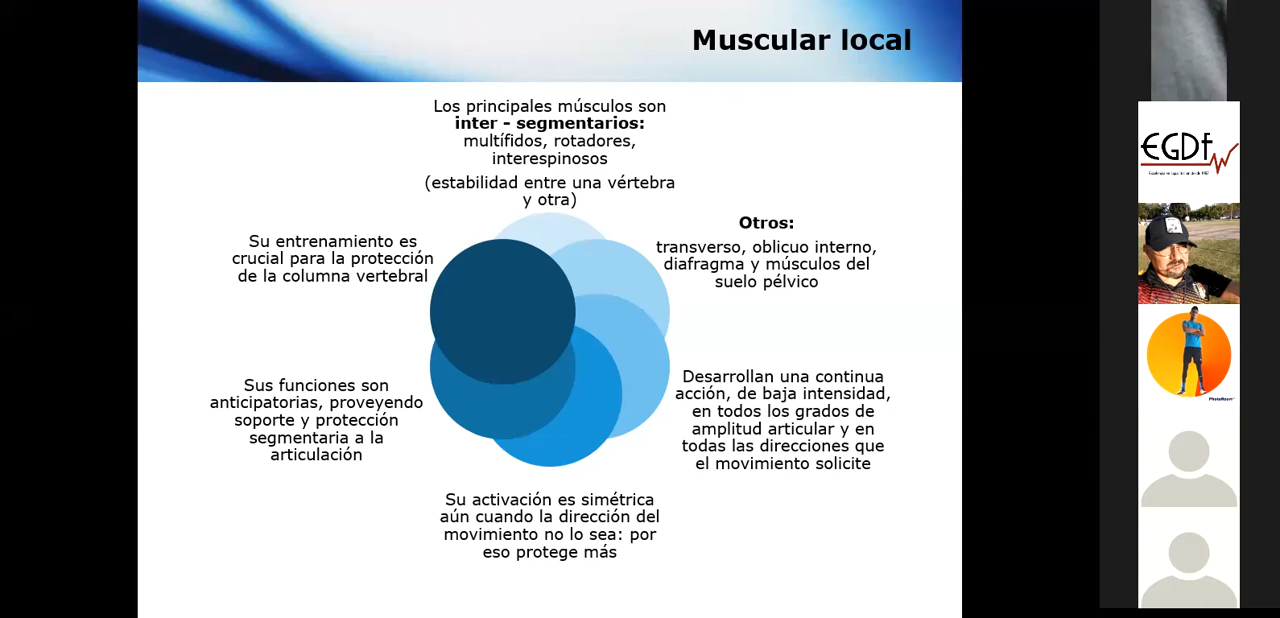 Muscular local
Los principales músculos son
inter - segmentarios:
multífidos, rotadores,
interespinosos
(estabilidad entre una vértebra
y otra)
Otros:
transverso, oblicuo interno,
diafragma y músculos del
suelo pélvico
Desarrollan una continua
acción, de baja intensidad,
en todos los grados de
amplitud articular y en
todas las direcciones que
el movimiento solicite
Su activación es simétrica
aún cuando la dirección del
movimiento no lo sea: por
eso protege más
Sus funciones son
anticipatorias, proveyendo
soporte y protección
segmentaria a la
articulación
Su entrenamiento es
crucial para la protección
de la columna vertebral
EGDF
PhotoRoom